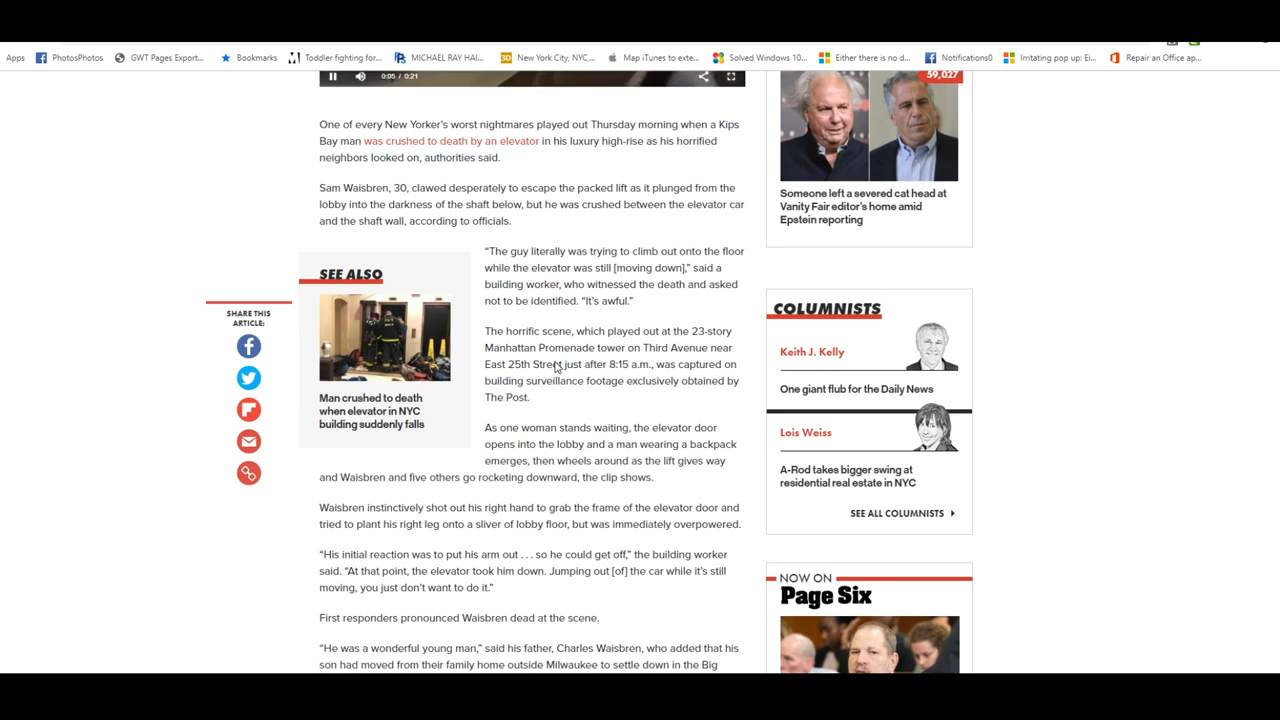 Apps
PhotosPhotos
GWT Pages Export...
Bookmarks
Toddler fighting for...
MICHAEL RAY HAI...
New York City, NYC,...
Map iTunes to exte...
Solved Windows 10...
Either there is no d...
Notifications0
Irritating pop up: Ei...
Repair an Office ap...
0:05 / 0:21
One of every New Yorker's worst nightmares played out Thursday morning when a Kips
Bay man was crushed to death by an elevator in his luxury high-rise as his horrified
neighbors looked on, authorities said.
Sam Waisbren, 30, clawed desperately to escape the packed lift as it plunged from the
lobby into the darkness of the shaft below, but he was crushed between the elevator car
and the shaft wall, according to officials.
"The guy literally was trying to climb out onto the floor
while the elevator was still [moving down]," said a
building worker, who witnessed the death and asked
not to be identified. "It's awful."
The horrific scene, which played out at the 23-story
Manhattan Promenade tower on Third Avenue near
East 25th Street just after 8:15 a.m., was captured on
building surveillance footage exclusively obtained by
The Post.
As one woman stands waiting, the elevator door
opens into the lobby and a man wearing a backpack
emerges, then wheels around as the lift gives way
and Waisbren and five others go rocketing downward, the clip shows.
Waisbren instinctively shot out his right hand to grab the frame of the elevator door and
tried to plant his right leg onto a sliver of lobby floor, but was immediately overpowered.
"His initial reaction was to put his arm out . . . so he could get off," the building worker
said. "At that point, the elevator took him down. Jumping out [of] the car while it's still
moving, you just don't want to do it."
First responders pronounced Waisbren dead at the scene.
"He was a wonderful young man," said his father, Charles Waisbren, who added that his
son had moved from their family home outside Milwaukee to settle down in the Big
SHARE THIS
ARTICLE:
SEE ALSO
Man crushed to death
when elevator in NYC
building suddenly falls
59,027
Someone left a severed cat head at
Vanity Fair editor's home amid
Epstein reporting
COLUMNISTS
Keith J. Kelly
One giant flub for the Daily News
Lois Weiss
A-Rod takes bigger swing at
residential real estate in NYC
SEE ALL COLUMNISTS
NOW ON
Page Six